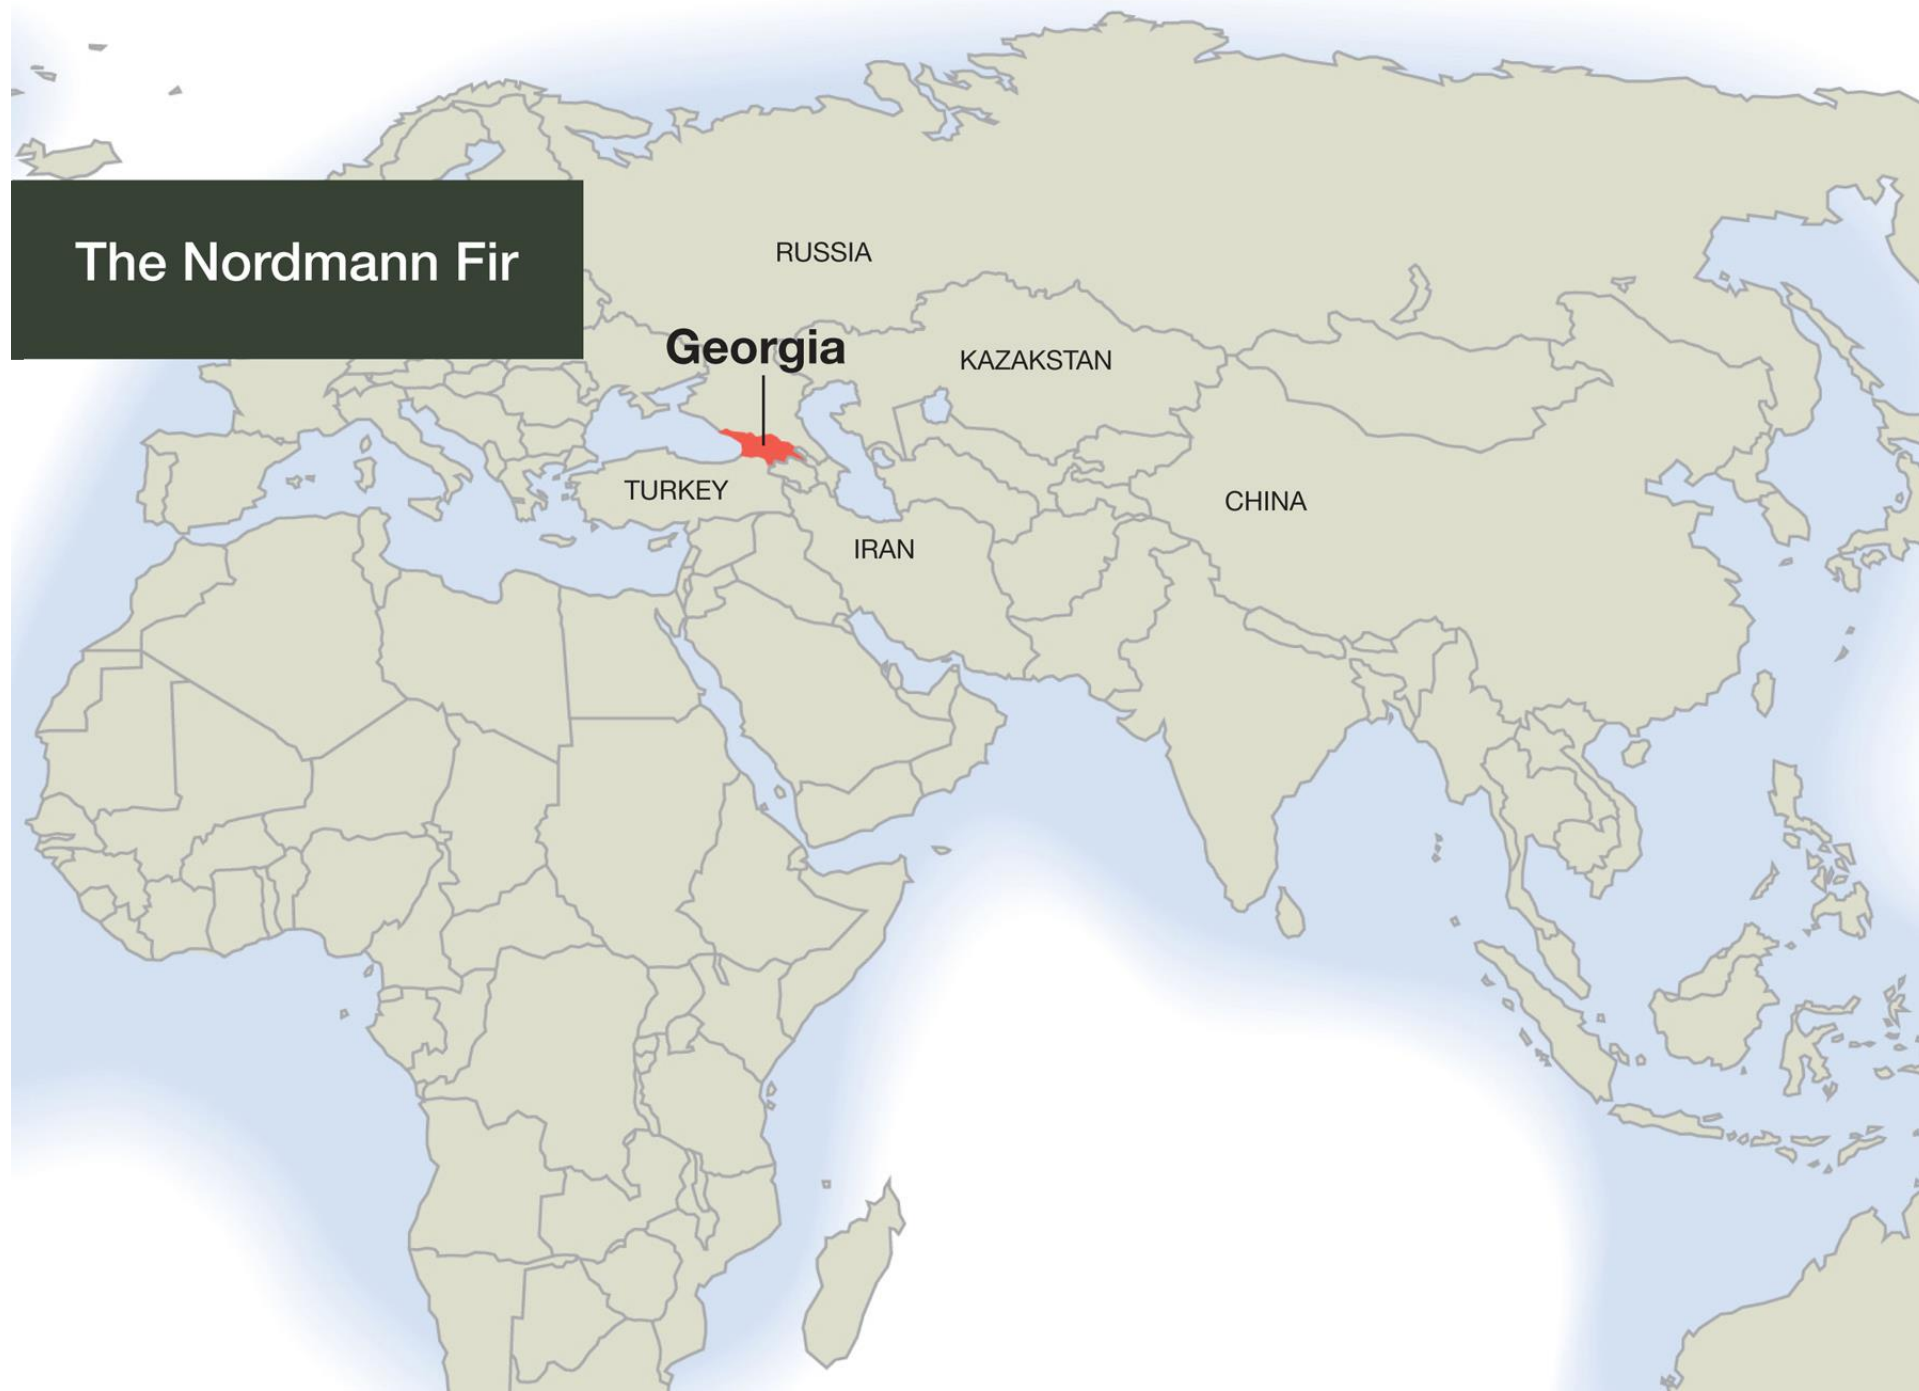 The Nordmann Fir
RUSSIA
Georgia
KAZAKSTAN
TURKEY
CHINA
IRAN